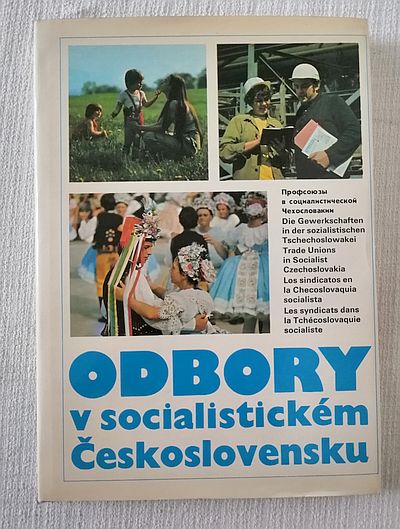 Профсоюзы
в социалистической
Чехословакии
Die Gewerkschaften
in der sozialistischen
Tschechoslowakei
Trade Unions
in Socialist
Czechoslovakia
Los sindicatos en
la Checoslovaquia
socialista
Les syndicats dans
la Tchécoslovaquie
socialiste
ODBORY
v socialistickém
Československu